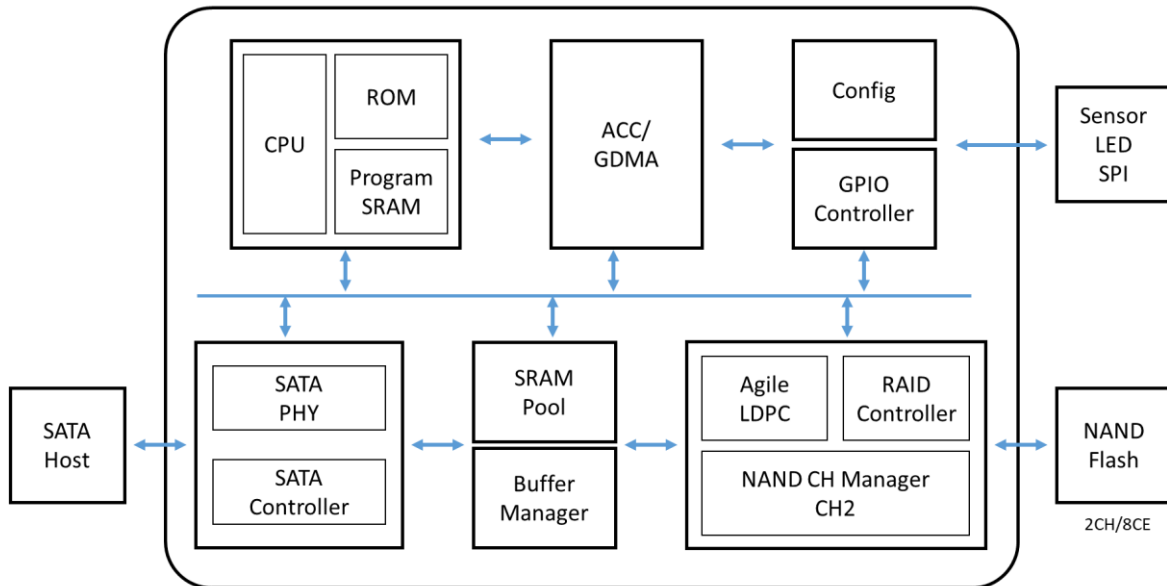 CPU
ROM
Program
SRAM
ACC/
GDMA
Config
GPIO
Controller
Sensor
LED
SPI
SATA
Host
SATA
PHY
SATA
Controller
SRAM
Pool
Buffer
Manager
Agile
LDPC
RAID
Controller
NAND CH Manager
CH2
NAND
Flash
2CH/8CE